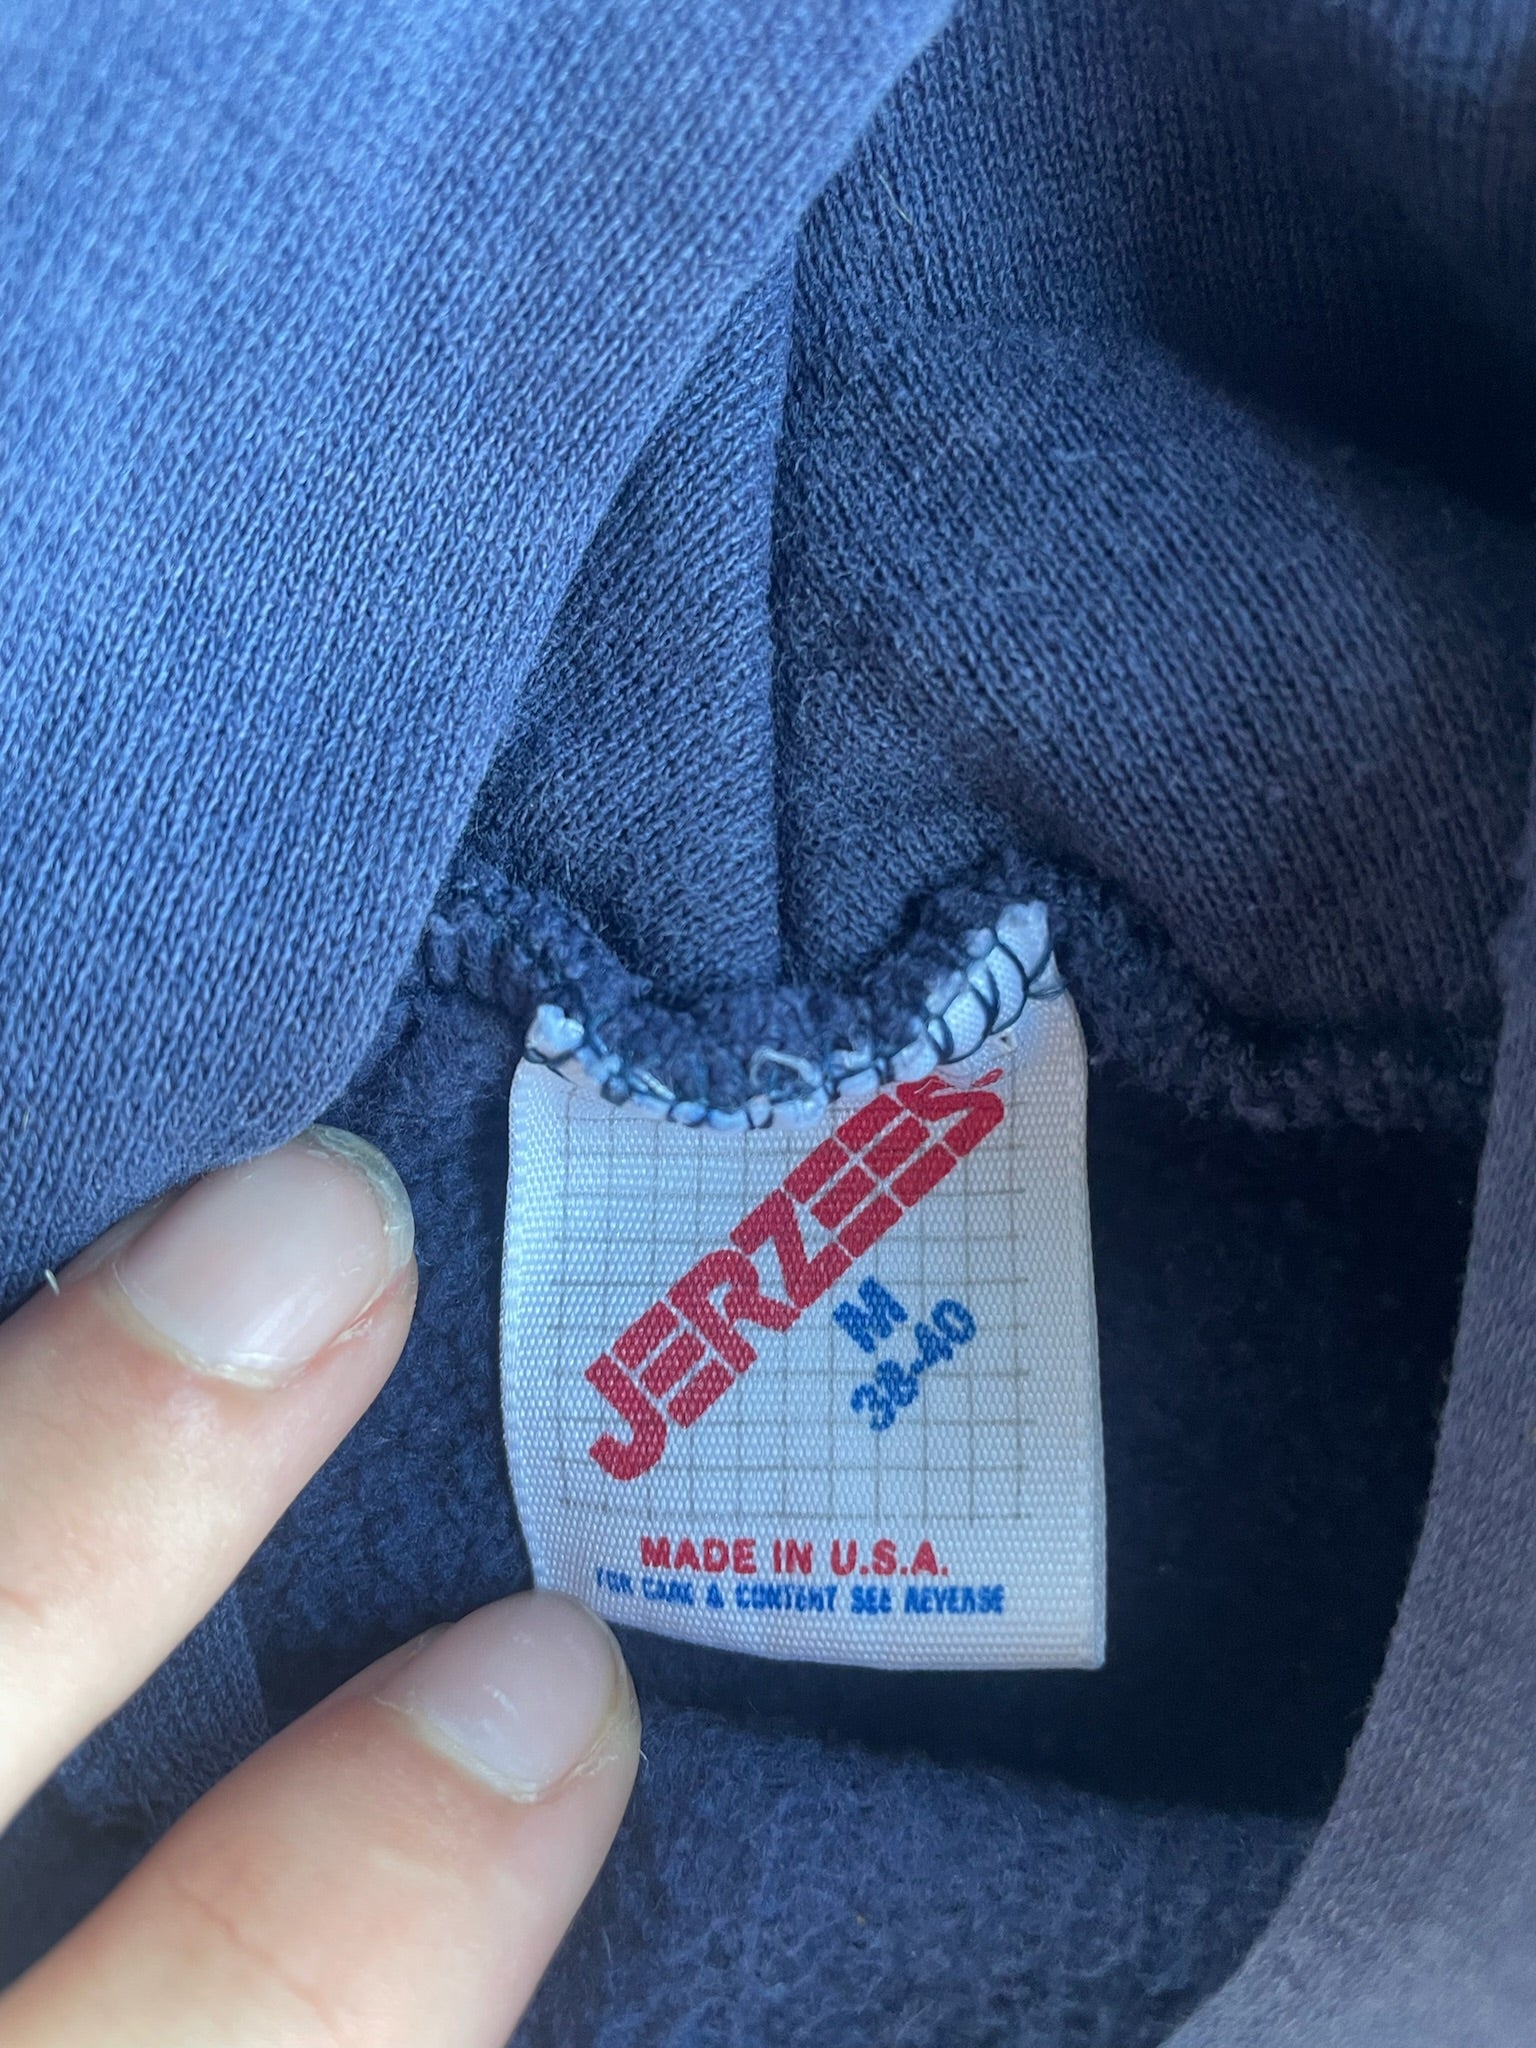 JERZEES
M
38-40
MADE IN U.S.A.
FOR CARE & CONTENT SEE REVERSE